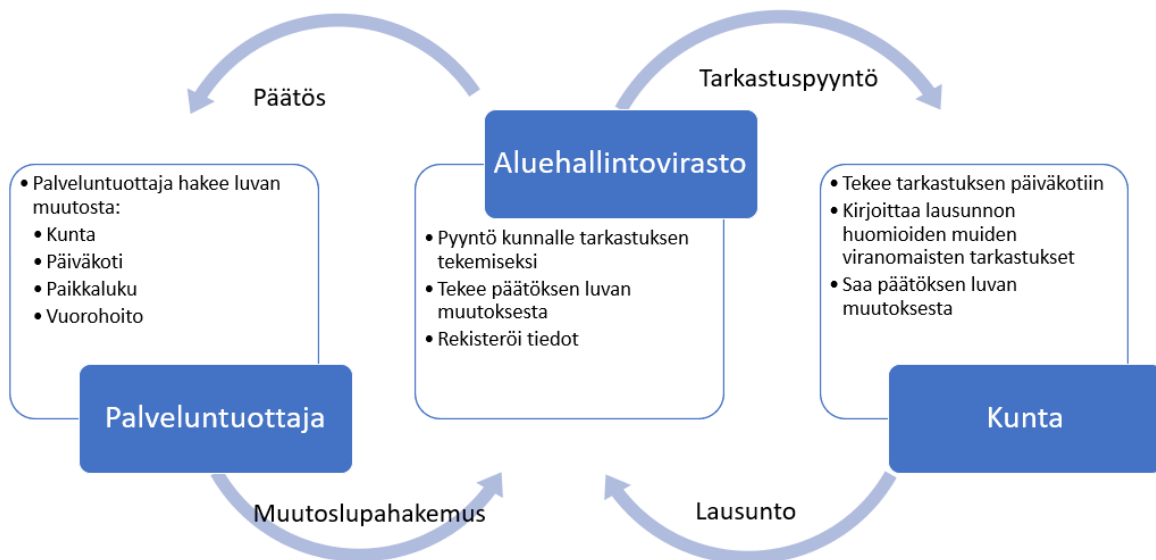 Päätös
Tarkastuspyyntö
Aluehallintovirasto
• Palveluntuottaja hakee luvan
muutosta:
• Kunta
• Päiväkoti
• Paikkaluku
• Vuorohoito
Palveluntuottaja
• Pyyntö kunnalle tarkastuksen
tekemiseksi
• Tekee päätöksen luvan
muutoksesta
• Rekisteröi tiedot
• Tekee tarkastuksen päiväkotiin
• Kirjoittaa lausunnon
huomioiden muiden
viranomaisten tarkastukset
• Saa päätöksen luvan
muutoksesta
Kunta
Muutoslupahakemus
Lausunto